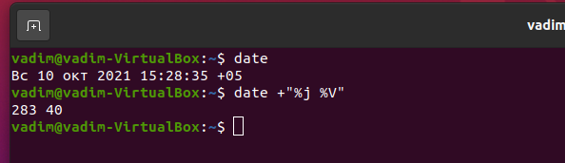 vadim
vadim@vadim-VirtualBox:~$ date
Вс 10 окт 2021 15:28:35 +05
vadim@vadim-VirtualBox:~$ date +"%j %V"
283 40
vadim@vadim-VirtualBox:~$